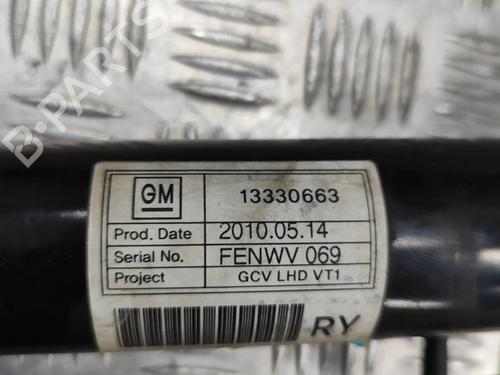 B-PARTS
GM
13330663
Prod. Date 2010.05.14
Serial No. FENWV 069
Project GCV LHD VT1
RY